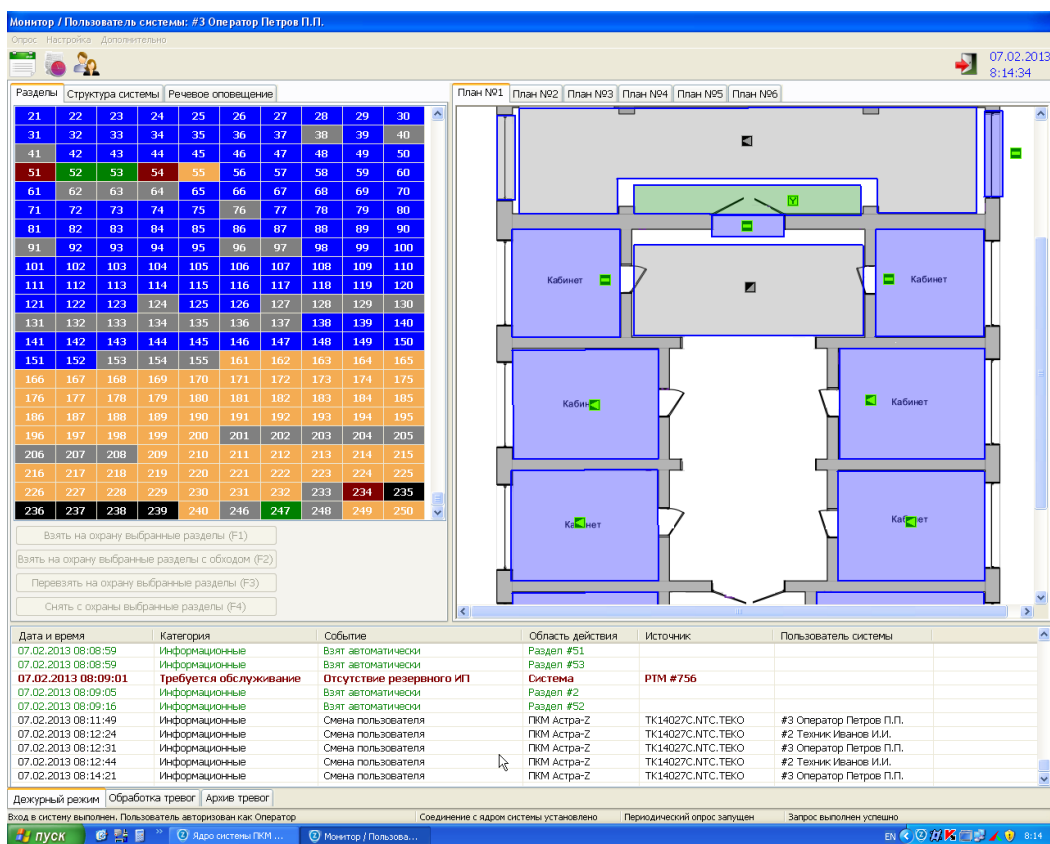 Монитор / Пользователь системы: #3 Оператор Петров П.П.
Опрос Настройка Дополнительно
07.02.2013
8:14:34
Разделы Структура системы Речевое оповещение
План №1 План №2 План №3 План №4 План №5 План №6
21 22 23 24 25 26 27 28 29 30
31 32 33 34 35 36 37 38 39 40
41 42 43 44 45 46 47 48 49 50
51 52 53 54 55 56 57 58 59 60
61 62 63 64 65 66 67 68 69 70
71 72 73 74 75 76 77 78 79 80
81 82 83 84 85 86 87 88 89 90
91 92 93 94 95 96 97 98 99 100
101 102 103 104 105 106 107 108 109 110
111 112 113 114 115 116 117 118 119 120
121 122 123 124 125 126 127 128 129 130
131 132 133 134 135 136 137 138 139 140
141 142 143 144 145 146 147 148 149 150
151 152 153 154 155 161 162 163 164 165
166 167 168 169 170 171 172 173 174 175
176 177 178 179 180 181 182 183 184 185
186 187 188 189 190 191 192 193 194 195
196 197 198 199 200 201 202 203 204 205
206 207 208 209 210 211 212 213 214 215
216 217 218 219 220 221 222 223 224 225
226 227 228 229 230 231 232 233 234 235
236 237 238 239 240 246 247 248 249 250
Y
Кабинет Кабинет
Кабинет
Кабинет
Взять на охрану выбранные разделы (F1)
Взять на охрану выбранные разделы с обходом (F2)
Перевзять на охрану выбранные разделы (F3)
Снять с охраны выбранные разделы (F4)
Дата и время Категория Событие Область действия Источник Пользователь системы
07.02.2013 08:08:59 Информационные Взят автоматически Раздел #51
07.02.2013 08:08:59 Информационные Взят автоматически Раздел #53
07.02.2013 08:09:01 Требуется обслуживание Отсутствие резервного ИП Система РТМ #756
07.02.2013 08:09:05 Информационные Взят автоматически Раздел #2
07.02.2013 08:09:16 Информационные Взят автоматически Раздел #52
07.02.2013 08:11:49 Информационные Смена пользователя ПКМ Астра-Z TK14027C.NTC.TEKO #3 Оператор Петров П.П.
07.02.2013 08:12:24 Информационные Смена пользователя ПКМ Астра-Z TK14027C.NTC.TEKO #2 Техник Иванов И.И.
07.02.2013 08:12:31 Информационные Смена пользователя ПКМ Астра-Z TK14027C.NTC.TEKO #3 Оператор Петров П.П.
07.02.2013 08:12:44 Информационные Смена пользователя ПКМ Астра-Z TK14027C.NTC.TEKO #2 Техник Иванов И.И.
07.02.2013 08:14:21 Информационные Смена пользователя ПКМ Астра-Z TK14027C.NTC.TEKO #3 Оператор Петров П.П.
Дежурный режим Обработка тревог Архив тревог
Вход в систему выполнен. Пользователь авторизован как Оператор Соединение с ядром системы установлено Периодический опрос запущен Запрос выполнен успешно
пуск Ядро системы ПКМ ... Монитор / Пользова... EN 8:14